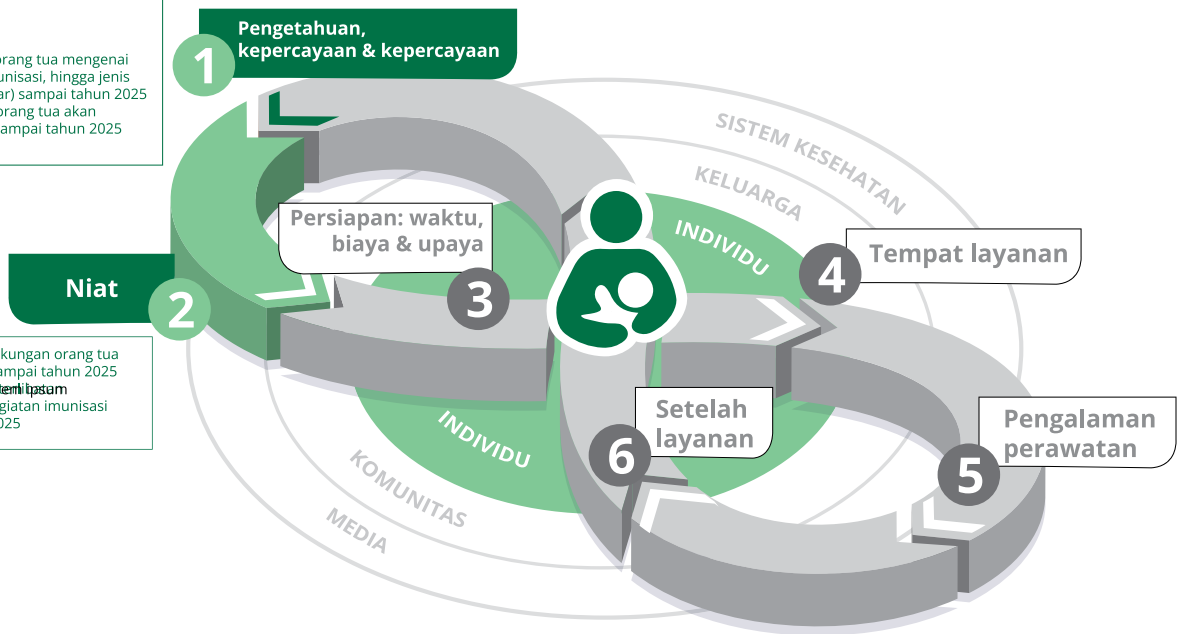 Pengetahuan,
kepercayaan & kepercayaan
1
orang tua mengenai
unisasi, hingga jenis
ar) sampai tahun 2025
orang tua akan
sampai tahun 2025
SISTEM KESEHATAN
KELUARGA
INDIVIDU
Persiapan: waktu,
biaya & upaya
3
4
Tempat layanan
Niat
2
kungan orang tua
ampai tahun 2025
ipsum
giatan imunisasi
025
Setelah
layanan
6
Pengalaman
perawatan
5
INDIVIDU
KOMUNITAS
MEDIA